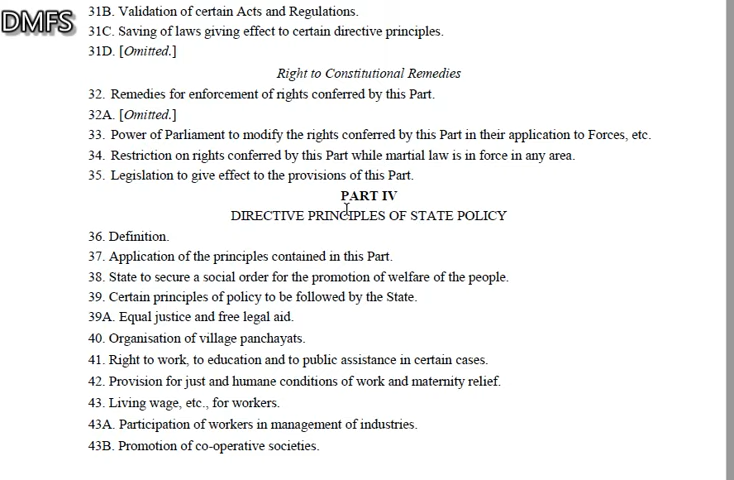 DMFS
31B. Validation of certain Acts and Regulations.
31C. Saving of laws giving effect to certain directive principles.
31D. [Omitted.]
Right to Constitutional Remedies
32. Remedies for enforcement of rights conferred by this Part.
32A. [Omitted.]
33. Power of Parliament to modify the rights conferred by this Part in their application to Forces, etc.
34. Restriction on rights conferred by this Part while martial law is in force in any area.
35. Legislation to give effect to the provisions of this Part.
PART IV
DIRECTIVE PRINCIPLES OF STATE POLICY
36. Definition.
37. Application of the principles contained in this Part.
38. State to secure a social order for the promotion of welfare of the people.
39. Certain principles of policy to be followed by the State.
39A. Equal justice and free legal aid.
40. Organisation of village panchayats.
41. Right to work, to education and to public assistance in certain cases.
42. Provision for just and humane conditions of work and maternity relief.
43. Living wage, etc., for workers.
43A. Participation of workers in management of industries.
43B. Promotion of co-operative societies.